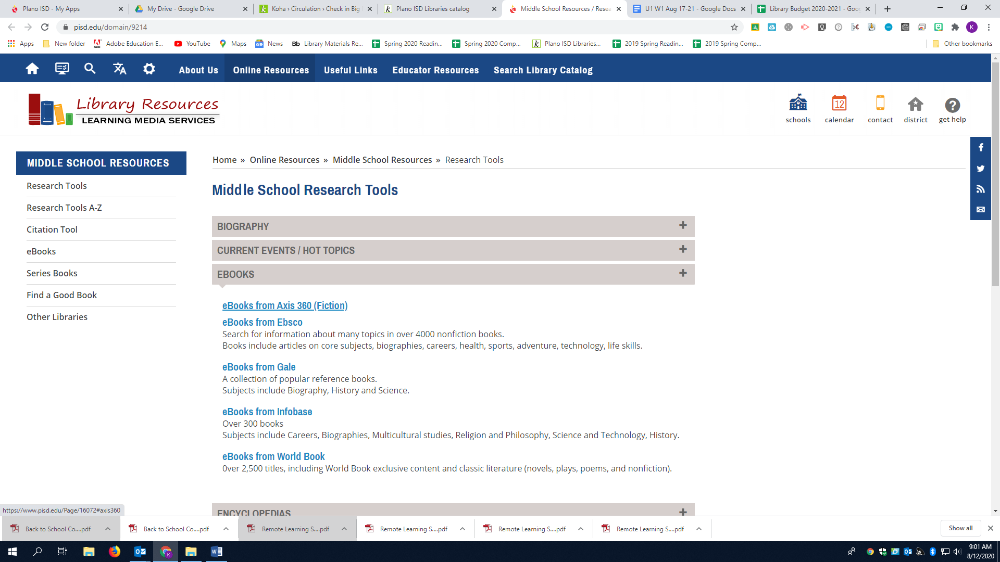 Plano ISD - My Apps
My Drive - Google Drive
Koha › Circulation › Check in Big
Plano ISD Libraries catalog
Middle School Resources / Resea
U1 W1 Aug 17-21 - Google Docs
Library Budget 2020-2021 - Goo
pisd.edu/domain/9214
K
Apps
New folder
Adobe Education E...
YouTube
Maps
News
Bb Library Materials Re...
Spring 2020 Readin...
Spring 2020 Comp...
k Plano ISD Libraries...
2019 Spring Readin...
2019 Spring Comp...
Other bookmarks
About Us
Online Resources
Useful Links
Educator Resources
Search Library Catalog
Library Resources
LEARNING MEDIA SERVICES
schools
12
calendar
contact
district
?
get help
MIDDLE SCHOOL RESOURCES
Research Tools
Research Tools A-Z
Citation Tool
eBooks
Series Books
Find a Good Book
Other Libraries
Home » Online Resources » Middle School Resources » Research Tools
Middle School Research Tools
BIOGRAPHY +
CURRENT EVENTS / HOT TOPICS +
EBOOKS +
eBooks from Axis 360 (Fiction)
eBooks from Ebsco
Search for information about many topics in over 4000 nonfiction books.
Books include articles on core subjects, biographies, careers, health, sports, adventure, technology, life skills.
eBooks from Gale
A collection of popular reference books.
Subjects include Biography, History and Science.
eBooks from Infobase
Over 300 books
Subjects include Careers, Biographies, Multicultural studies, Religion and Philosophy, Science and Technology, History.
eBooks from World Book
0ver 2,500 titles, including World Book exclusive content and classic literature (novels, plays, poems, and nonfiction).
ENCYCLOPEDIAS +
https://www.pisd.edu/Page/16072#axis360
Back to School Co....pdf
Back to School Co....pdf
Remote Learning S....pdf
Remote Learning S....pdf
Remote Learning S....pdf
Remote Learning S....pdf
Show all
9:01 AM
8/12/2020